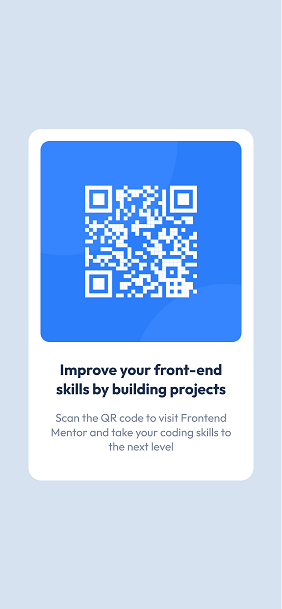 Improve your front-end
skills by building projects
Scan the QR code to visit Frontend
Mentor and take your coding skills to
the next level